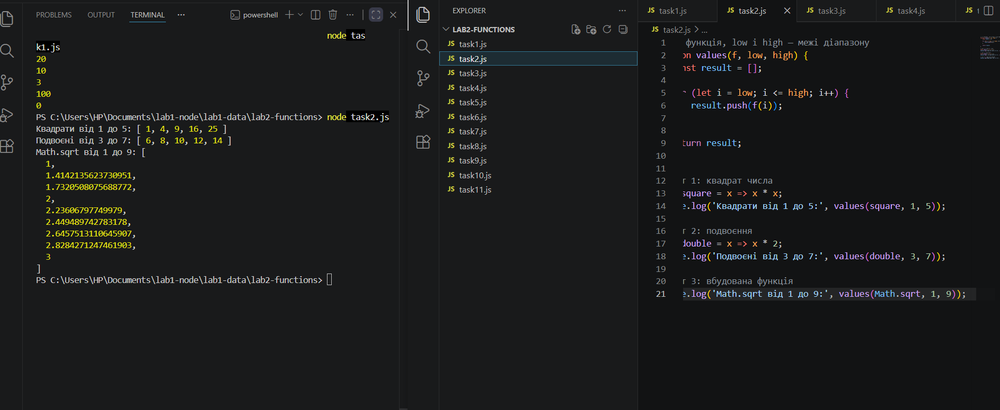 PROBLEMS OUTPUT TERMINAL ··· powershell ···
node tas
k1.js
20
10
3
100
0
PS C:\Users\HP\Documents\lab1-node\lab1-data\lab2-functions> node task2.js
Квадрати від 1 до 5: [ 1, 4, 9, 16, 25 ]
Подвоєні від 3 до 7: [ 6, 8, 10, 12, 14 ]
Math.sqrt від 1 до 9: [
1,
1.4142135623730951,
1.7320508075688772,
2,
2.23606797749979,
2.449489742783178,
2.6457513110645907,
2.8284271247461903,
3
]
PS C:\Users\HP\Documents\lab1-node\lab1-data\lab2-functions>
EXPLORER ···
LAB2-FUNCTIONS
JS task1.js
JS task2.js
JS task3.js
JS task4.js
JS task5.js
JS task6.js
JS task7.js
JS task8.js
JS task9.js
JS task10.js
JS task11.js
JS task1.js JS task2.js JS task3.js JS task4.js JS t
JS task2.js > ...
1 функція, low і high — межі діапазону
2 on values(f, low, high) {
3 nst result = [];
4
5 r (let i = low; i <= high; i++) {
6 result.push(f(i));
7
8
9 turn result;
10
11
12 т 1: квадрат числа
13 square = x => x * x;
14 e.log('Квадрати від 1 до 5:', values(square, 1, 5));
15
16 т 2: подвоєння
17 double = x => x * 2;
18 e.log('Подвоєні від 3 до 7:', values(double, 3, 7));
19
20 т 3: вбудована функція
21 e.log('Math.sqrt від 1 до 9:', values(Math.sqrt, 1, 9));